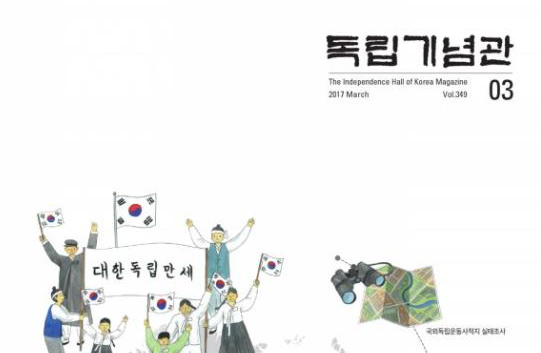 독립기념관
The Independence Hall of Korea Magazine
2017 March Vol.349 03
대한독립만세
국외독립운동사적지 실태조사